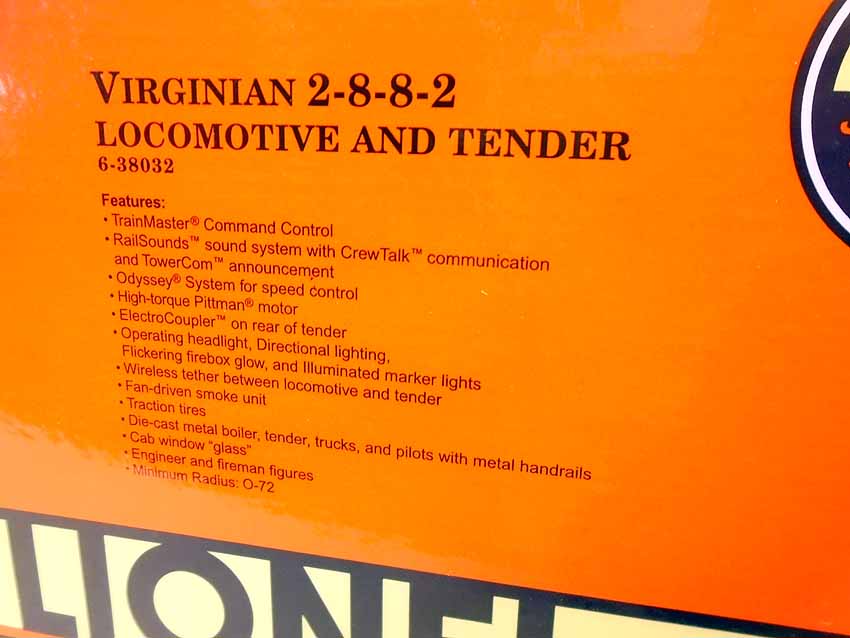 VIRGINIAN 2-8-8-2
LOCOMOTIVE AND TENDER
6-38032
Features:
• TrainMaster® Command Control
• RailSounds™ sound system with CrewTalk™ communication
and TowerCom™ announcement
• Odyssey® System for speed control
• High-torque Pittman® motor
• ElectroCoupler™ on rear of tender
• Operating headlight, Directional lighting,
Flickering firebox glow, and Illuminated marker lights
• Wireless tether between locomotive and tender
• Fan-driven smoke unit
• Traction tires
• Die-cast metal boiler, tender, trucks, and pilots with metal handrails
• Cab window "glass"
• Engineer and fireman figures
• Minimum Radius: O-72